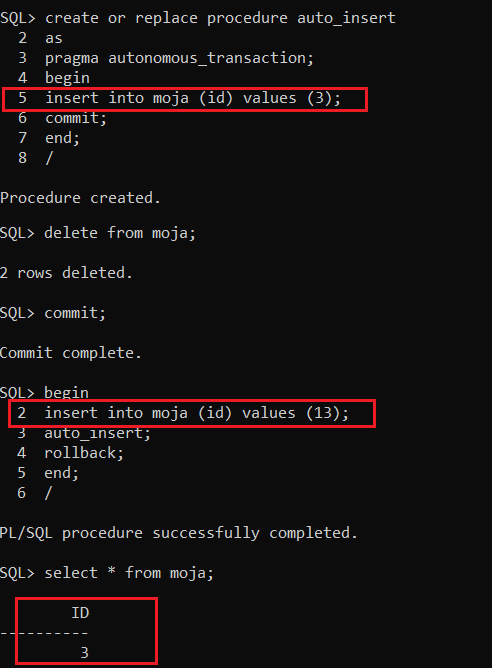 SQL> create or replace procedure auto_insert
2 as
3 pragma autonomous_transaction;
4 begin
5 insert into moja (id) values (3);
6 commit;
7 end;
8 /
Procedure created.
SQL> delete from moja;
2 rows deleted.
SQL> commit;
Commit complete.
SQL> begin
2 insert into moja (id) values (13);
3 auto_insert;
4 rollback;
5 end;
6 /
PL/SQL procedure successfully completed.
SQL> select * from moja;
ID
----------
3